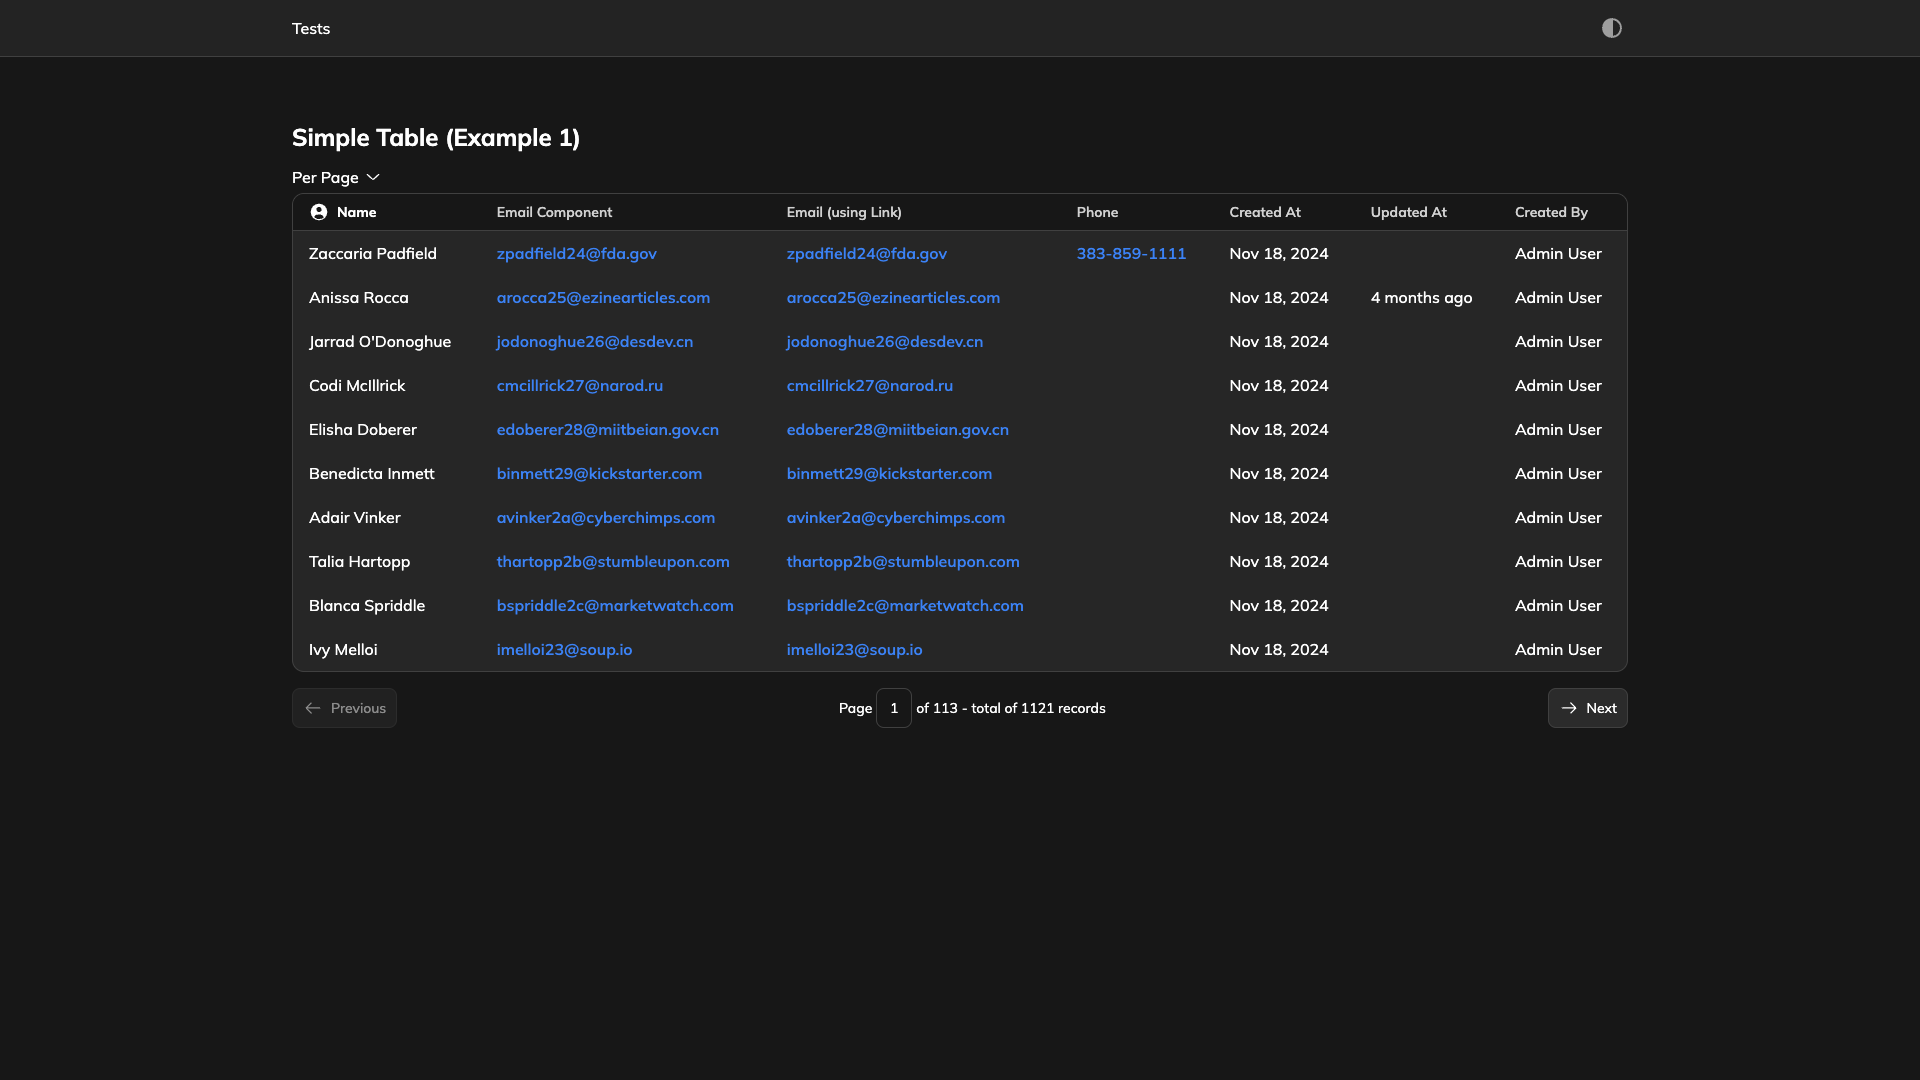 Tests
Simple Table (Example 1)
Per Page
Name Email Component Email (using Link) Phone Created At Updated At Created By
Zaccaria Padfield zpadfield24@fda.gov zpadfield24@fda.gov 383-859-1111 Nov 18, 2024 Admin User
Anissa Rocca arocca25@ezinearticles.com arocca25@ezinearticles.com Nov 18, 2024 4 months ago Admin User
Jarrad O'Donoghue jodonoghue26@desdev.cn jodonoghue26@desdev.cn Nov 18, 2024 Admin User
Codi McIllrick cmcillrick27@narod.ru cmcillrick27@narod.ru Nov 18, 2024 Admin User
Elisha Doberer edoberer28@miitbeian.gov.cn edoberer28@miitbeian.gov.cn Nov 18, 2024 Admin User
Benedicta Inmett binmett29@kickstarter.com binmett29@kickstarter.com Nov 18, 2024 Admin User
Adair Vinker avinker2a@cyberchimps.com avinker2a@cyberchimps.com Nov 18, 2024 Admin User
Talia Hartopp thartopp2b@stumbleupon.com thartopp2b@stumbleupon.com Nov 18, 2024 Admin User
Blanca Spriddle bspriddle2c@marketwatch.com bspriddle2c@marketwatch.com Nov 18, 2024 Admin User
Ivy Melloi imelloi23@soup.io imelloi23@soup.io Nov 18, 2024 Admin User
Previous Page 1 of 113 - total of 1121 records Next